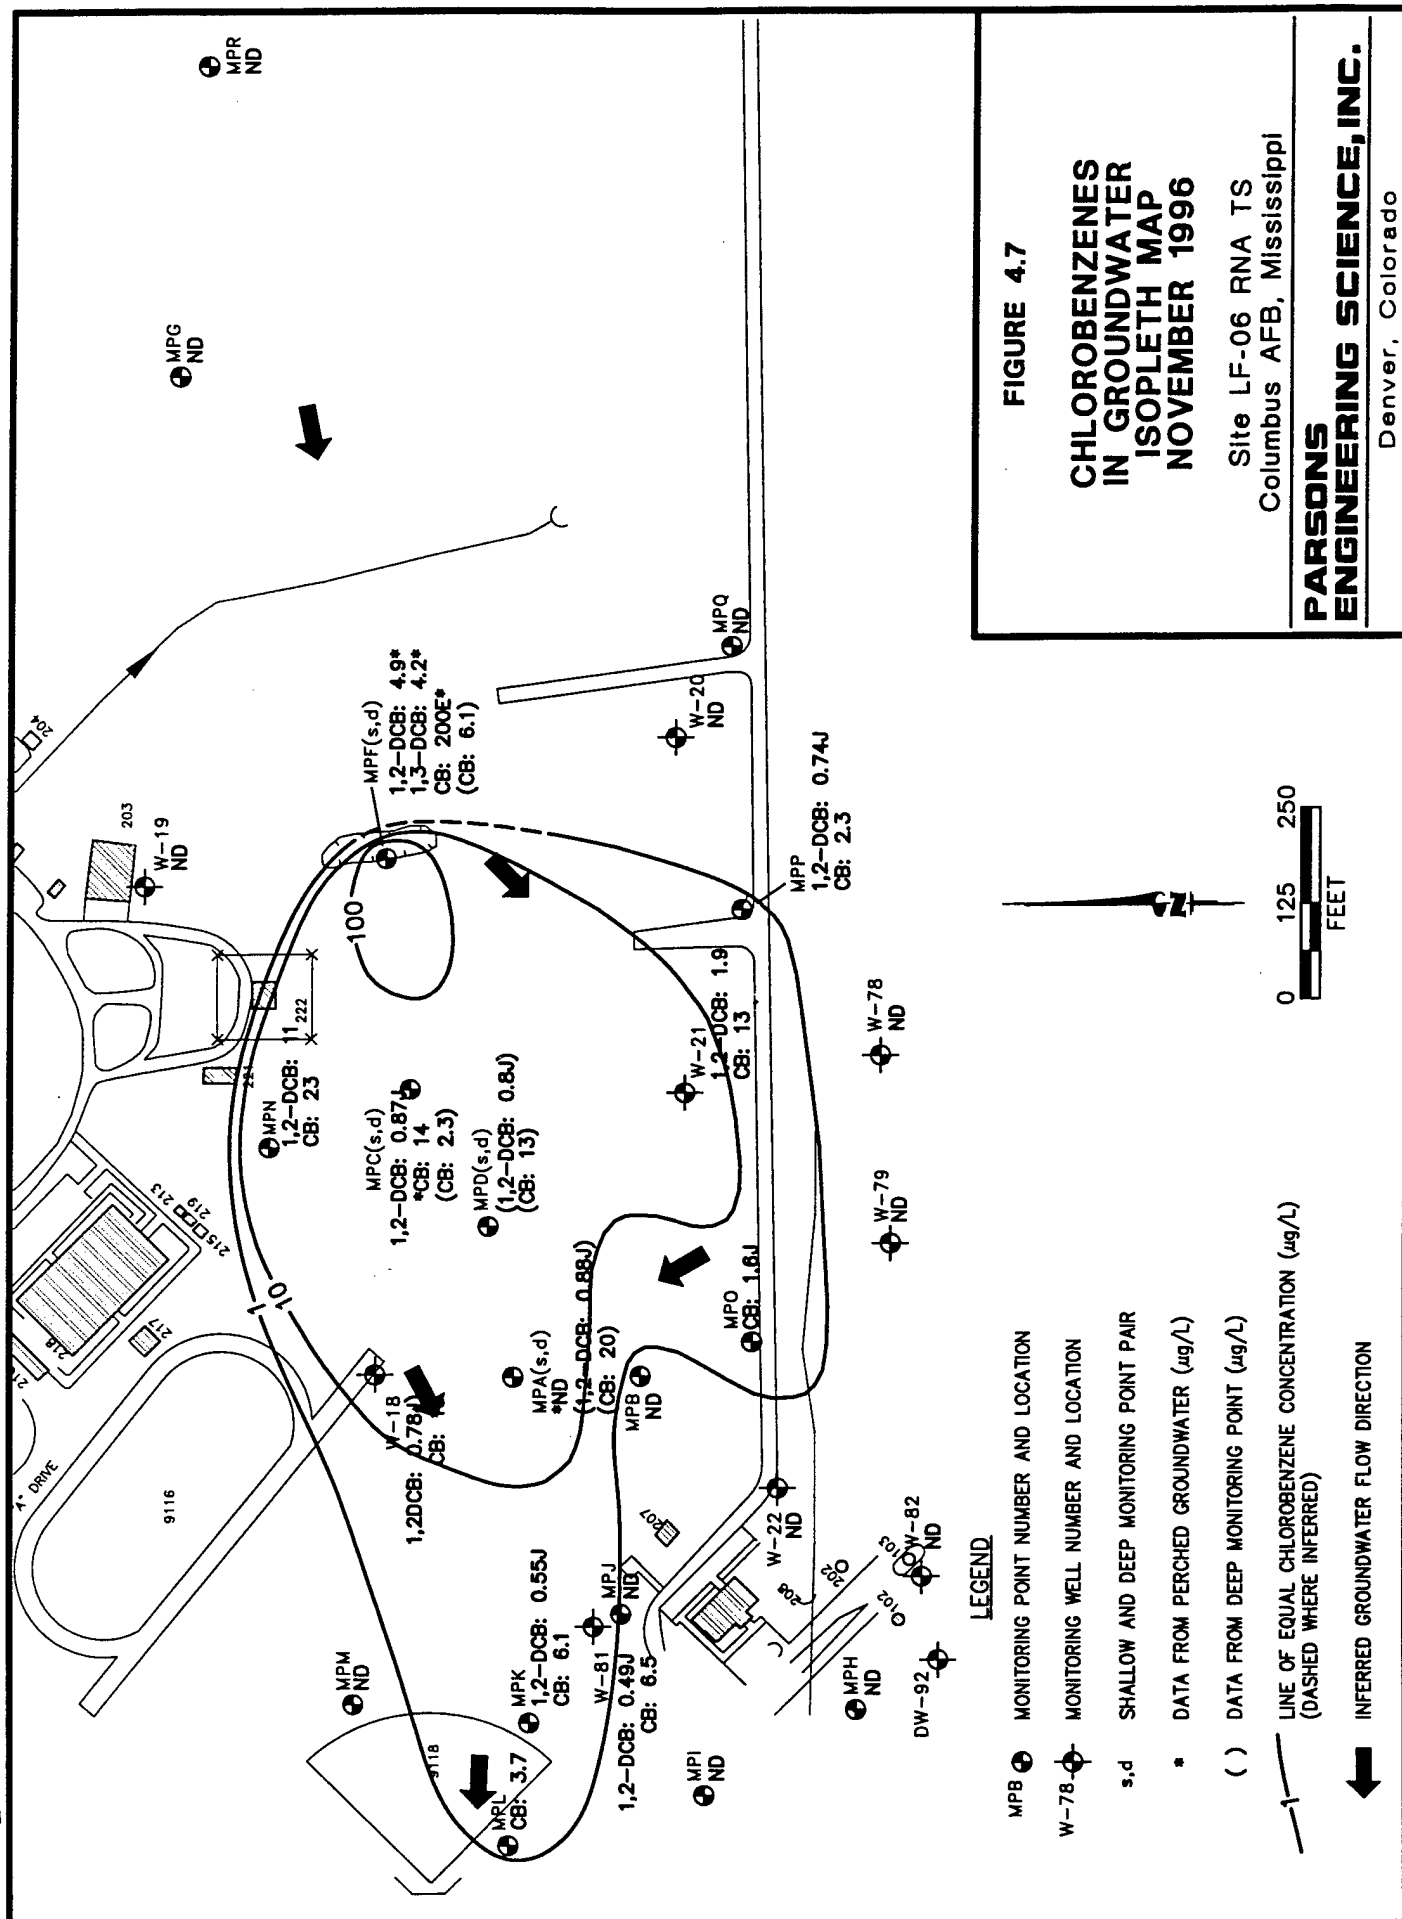 MPR
ND
MPG
ND
204
203
W-19
ND
MPF(s,d)
1,2-DCB: 4.9*
1,3-DCB: 4.2*
CB: 200E*
(CB: 6.1)
MPQ
ND
W-20
ND
MPP
1,2-DCB: 0.74J
CB: 2.3
100
222
221
MPN
1,2-DCB: 11
CB: 23
MPC(s,d)
1,2-DCB: 0.87J
*CB: 14
(CB: 2.3)
MPD(s,d)
(1,2-DCB: 0.8J)
(CB: 13)
W-21
1,2-DCB: 1.9
CB: 13
W-78
ND
W-79
ND
213
219
215
217
218
1
10
W-18
1,2DCB: 0.78J
CB:
MPA(s,d)
*ND
(1,2-DCB: 0.88J)
(CB: 20)
MPB
ND
MPO
CB: 1.6J
"A" DRIVE
9116
207
W-22
ND
W-82
ND
103
202
102
208
MPM
ND
MPK
1,2-DCB: 0.55J
CB: 6.1
MPJ
ND
W-81
1,2-DCB: 0.49J
CB: 6.5
9118
MPL
CB: 3.7
MPI
ND
MPH
ND
DW-92
LEGEND
MPB MONITORING POINT NUMBER AND LOCATION
W-78 MONITORING WELL NUMBER AND LOCATION
s,d SHALLOW AND DEEP MONITORING POINT PAIR
* DATA FROM PERCHED GROUNDWATER (µg/L)
( ) DATA FROM DEEP MONITORING POINT (µg/L)
1 LINE OF EQUAL CHLOROBENZENE CONCENTRATION (µg/L)
(DASHED WHERE INFERRED)
INFERRED GROUNDWATER FLOW DIRECTION
N
0 125 250
FEET
FIGURE 4.7
CHLOROBENZENES
IN GROUNDWATER
ISOPLETH MAP
NOVEMBER 1996
Site LF-06 RNA TS
Columbus AFB, Mississippi
PARSONS
ENGINEERING SCIENCE, INC.
Denver, Colorado